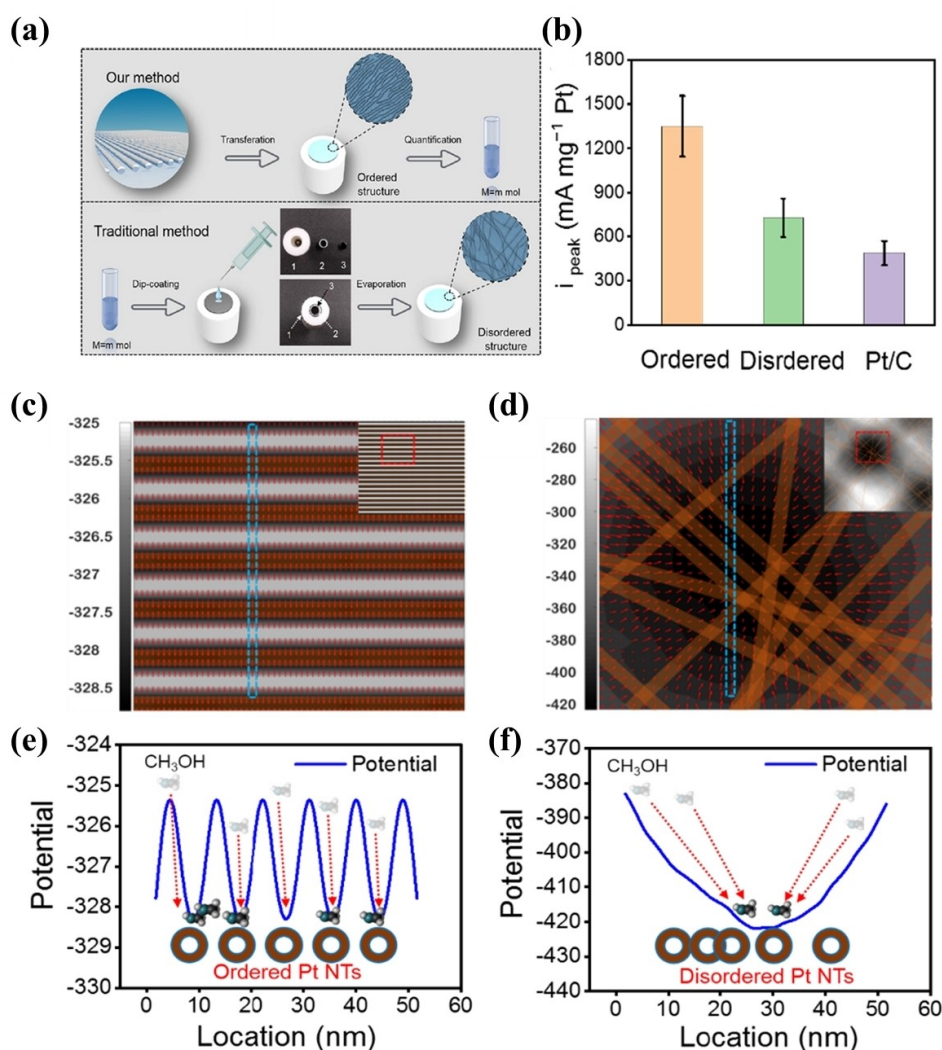 (a)
Our method
Transferation
Quantification
Ordered
structure
M=m mol
Traditional method
1 2 3
Dip-coating
3
Evaporation
1 2
M=m mol
Disordered
structure
(b)
1800
1500
1200
900
600
300
0
i peak (mA mg⁻¹ Pt)
Ordered Disrdered Pt/C
(c)
-325
-325.5
-326
-326.5
-327
-327.5
-328
-328.5
(d)
-260
-280
-300
-320
-340
-360
-380
-400
-420
(e)
-324
-325
-326
-327
-328
-329
-330
Potential
CH₃OH
Potential
Ordered Pt NTs
0 10 20 30 40 50 60
Location (nm)
(f)
-370
-380
-390
-400
-410
-420
-430
-440
Potential
CH₃OH
Potential
Disordered Pt NTs
0 10 20 30 40 50 60
Location (nm)